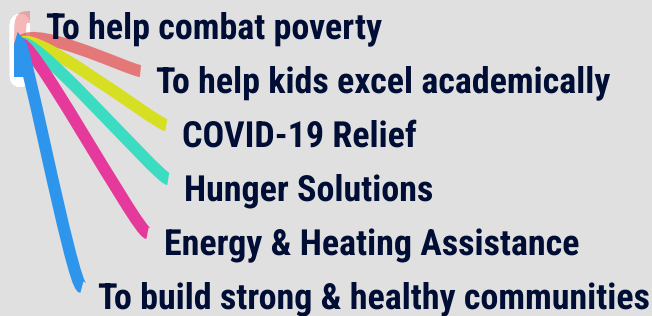 To help combat poverty
To help kids excel academically
COVID-19 Relief
Hunger Solutions
Energy & Heating Assistance
To build strong & healthy communities